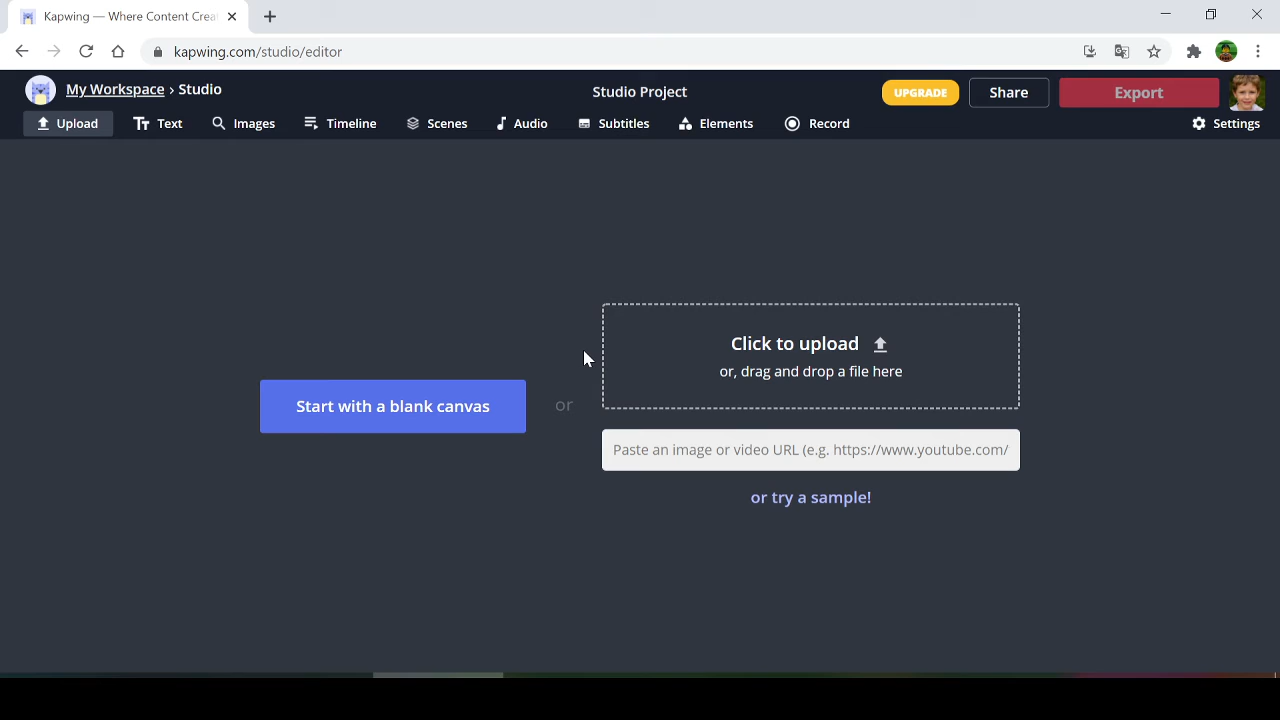 Kapwing — Where Content Crea
kapwing.com/studio/editor
My Workspace › Studio
Studio Project
UPGRADE
Share
Export
Upload
Text
Images
Timeline
Scenes
Audio
Subtitles
Elements
Record
Settings
Start with a blank canvas
or
Click to upload
or, drag and drop a file here
Paste an image or video URL (e.g. https://www.youtube.com/
or try a sample!